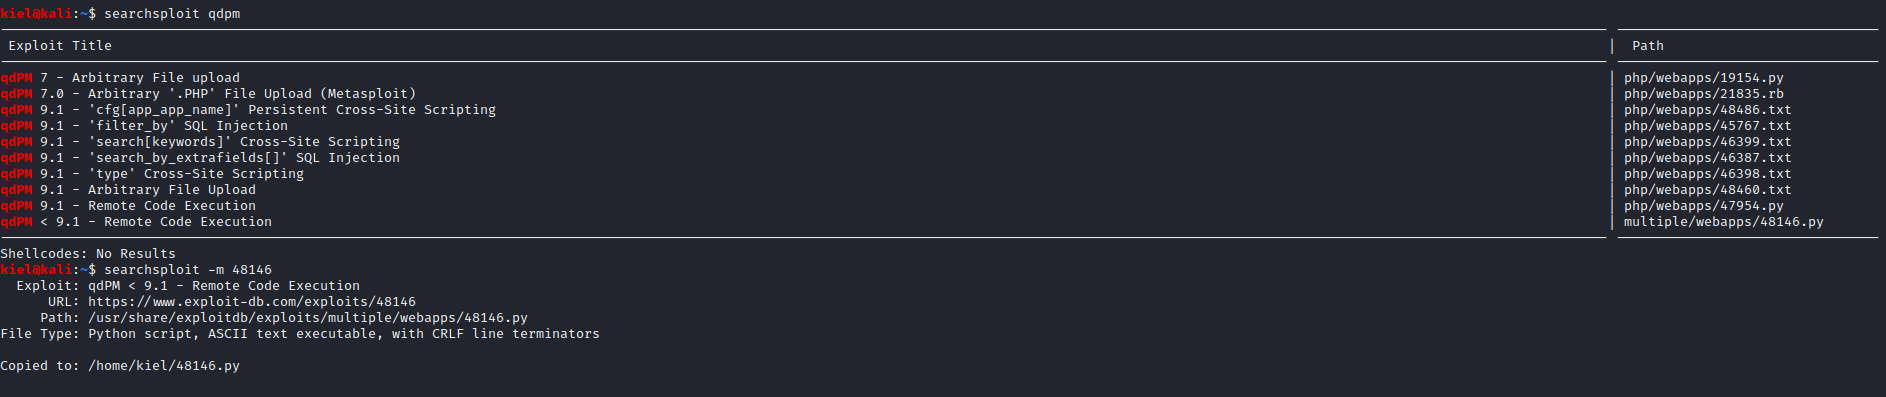 kiel@kali:~$ searchsploit qdpm
Exploit Title | Path
qdPM 7 - Arbitrary File upload | php/webapps/19154.py
qdPM 7.0 - Arbitrary '.PHP' File Upload (Metasploit) | php/webapps/21835.rb
qdPM 9.1 - 'cfg[app_app_name]' Persistent Cross-Site Scripting | php/webapps/48486.txt
qdPM 9.1 - 'filter_by' SQL Injection | php/webapps/45767.txt
qdPM 9.1 - 'search[keywords]' Cross-Site Scripting | php/webapps/46399.txt
qdPM 9.1 - 'search_by_extrafields[]' SQL Injection | php/webapps/46387.txt
qdPM 9.1 - 'type' Cross-Site Scripting | php/webapps/46398.txt
qdPM 9.1 - Arbitrary File Upload | php/webapps/48460.txt
qdPM 9.1 - Remote Code Execution | php/webapps/47954.py
qdPM < 9.1 - Remote Code Execution | multiple/webapps/48146.py
Shellcodes: No Results
kiel@kali:~$ searchsploit -m 48146
Exploit: qdPM < 9.1 - Remote Code Execution
URL: https://www.exploit-db.com/exploits/48146
Path: /usr/share/exploitdb/exploits/multiple/webapps/48146.py
File Type: Python script, ASCII text executable, with CRLF line terminators
Copied to: /home/kiel/48146.py